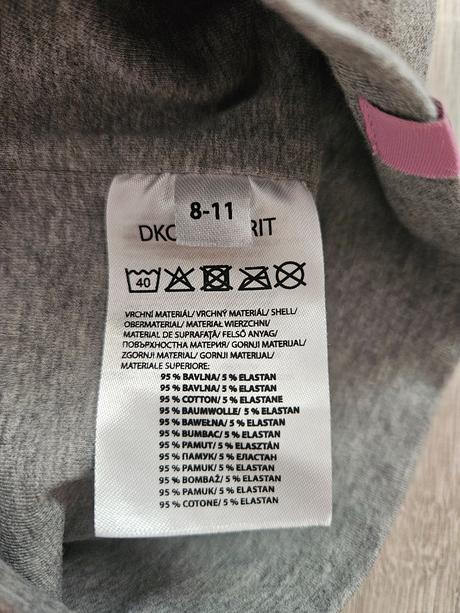 8-11
DKC RIT
40
VRCHNÍ MATERIÁL/ VRCHNÝ MATERIÁL/ SHELL/
OBERMATERIAL/ MATERIAŁ WIERZCHNI/
MATERIAL DE SUPRAFAȚĂ/ FELSŐ ANYAG/
ПОВЪРХНОСТНА МАТЕРИЯ/ GORNJI MATERIJAL/
ZGORNJI MATERIAL/ GORNJI MATERIJAL/
MATERIALE SUPERIORE:
95 % BAVLNA/ 5 % ELASTAN
95 % BAVLNA/ 5 % ELASTAN
95 % COTTON/ 5 % ELASTANE
95 % BAUMWOLLE/ 5 % ELASTAN
95 % BAWEŁNA/ 5 % ELASTAN
95 % BUMBAC/ 5 % ELASTAN
95 % PAMUT/ 5 % ELASZTÁN
95 % ПАМУК/ 5 % ЕЛАСТАН
95 % PAMUK/ 5 % ELASTAN
95 % BOMBAŽ/ 5 % ELASTAN
95 % PAMUK/ 5 % ELASTAN
95 % COTONE/ 5 % ELASTAN